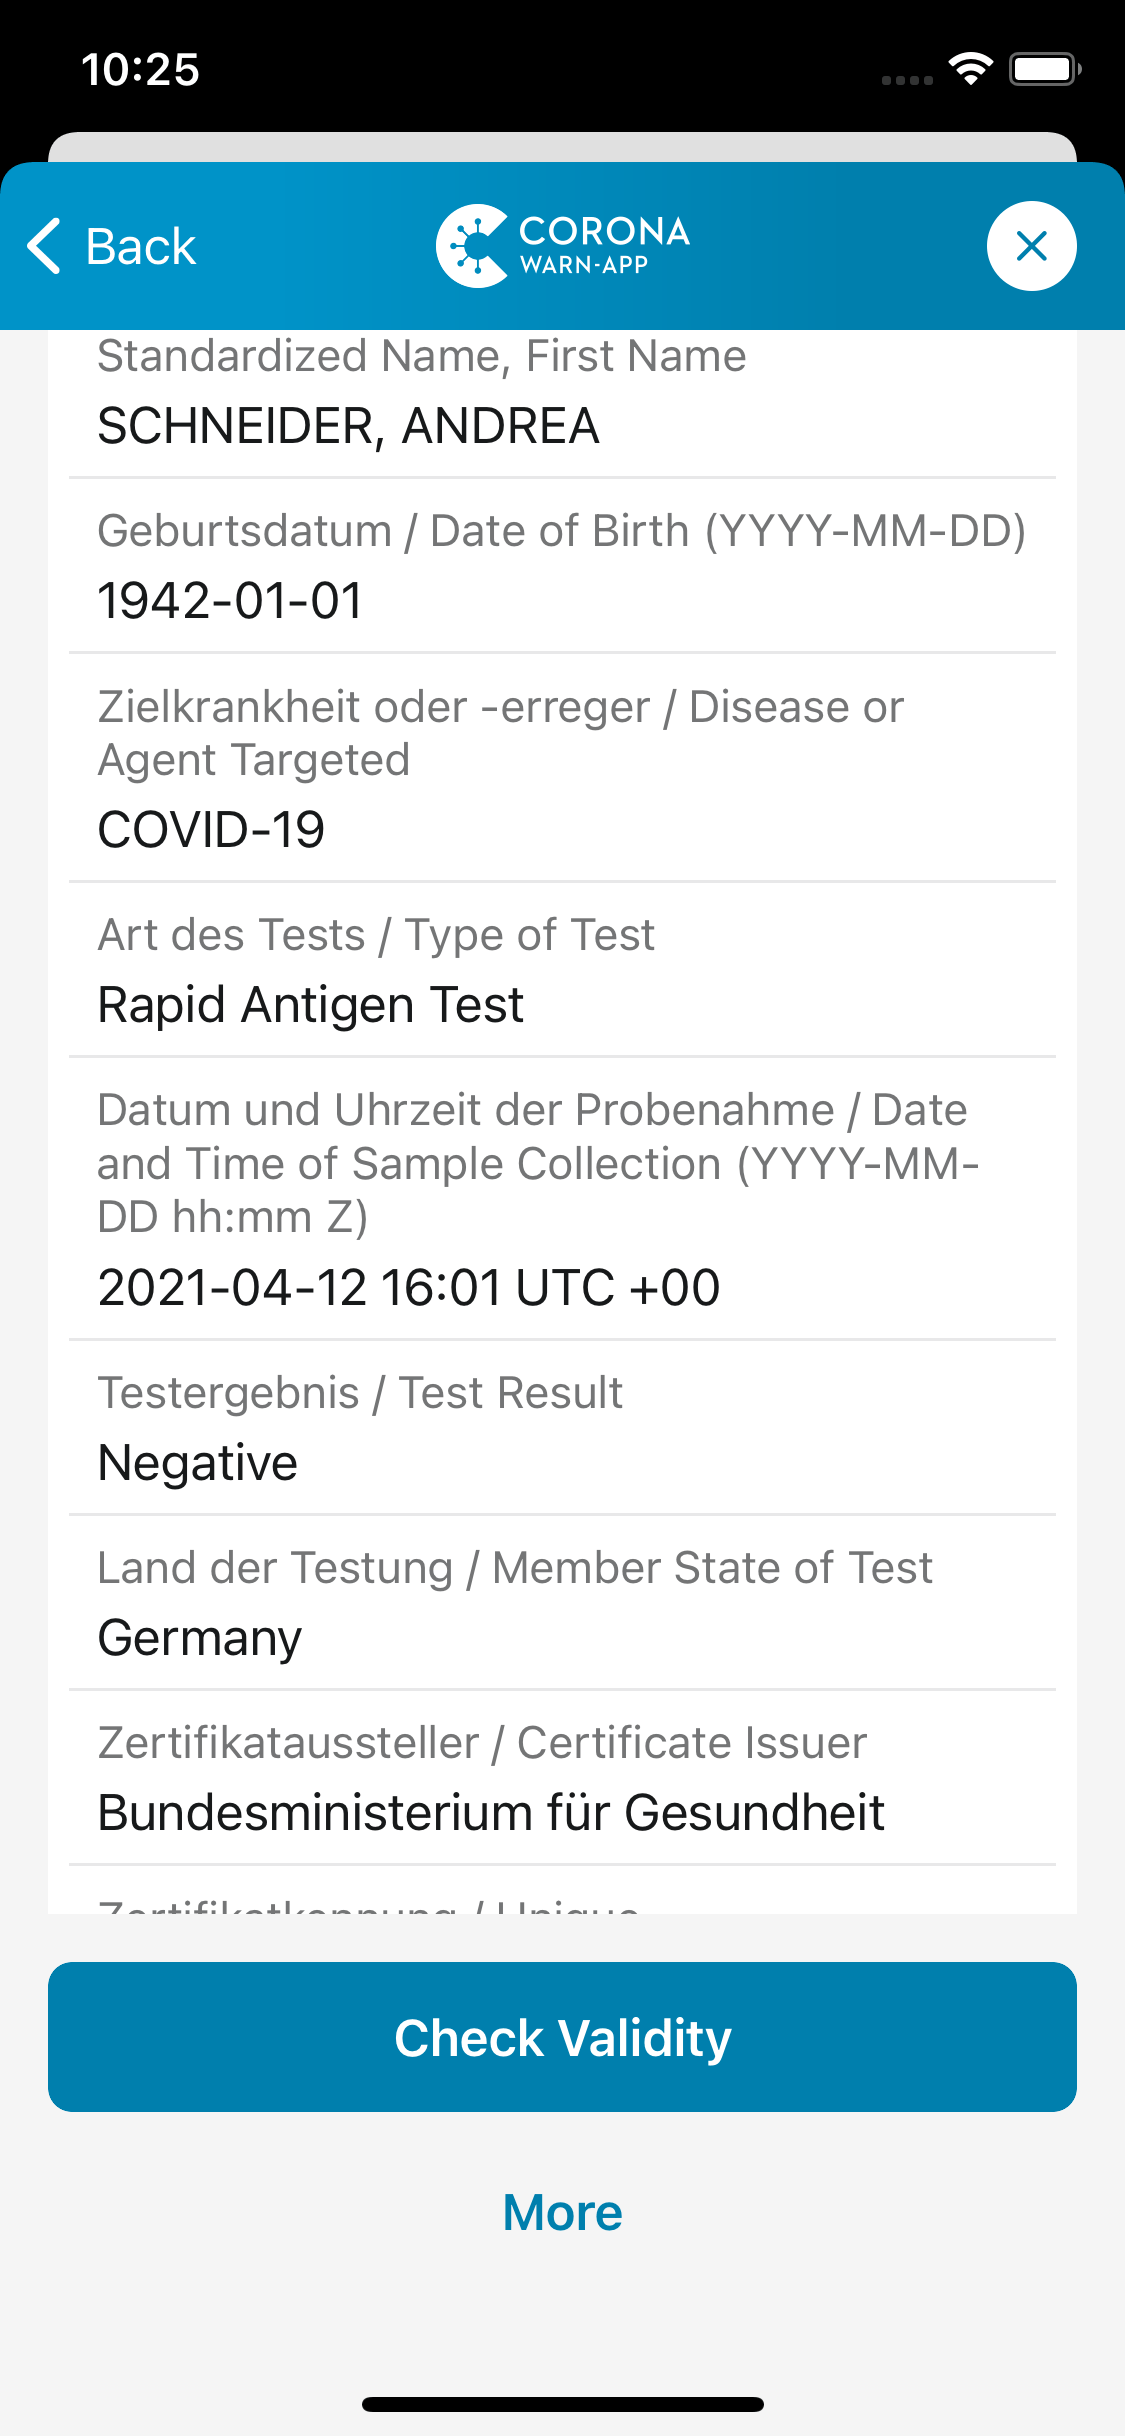 10:25
Back
CORONA
WARN-APP
Standardized Name, First Name
SCHNEIDER, ANDREA
Geburtsdatum / Date of Birth (YYYY-MM-DD)
1942-01-01
Zielkrankheit oder -erreger / Disease or
Agent Targeted
COVID-19
Art des Tests / Type of Test
Rapid Antigen Test
Datum und Uhrzeit der Probenahme / Date
and Time of Sample Collection (YYYY-MM-
DD hh:mm Z)
2021-04-12 16:01 UTC +00
Testergebnis / Test Result
Negative
Land der Testung / Member State of Test
Germany
Zertifikataussteller / Certificate Issuer
Bundesministerium für Gesundheit
Zertifikatkennung / Unique
Check Validity
More